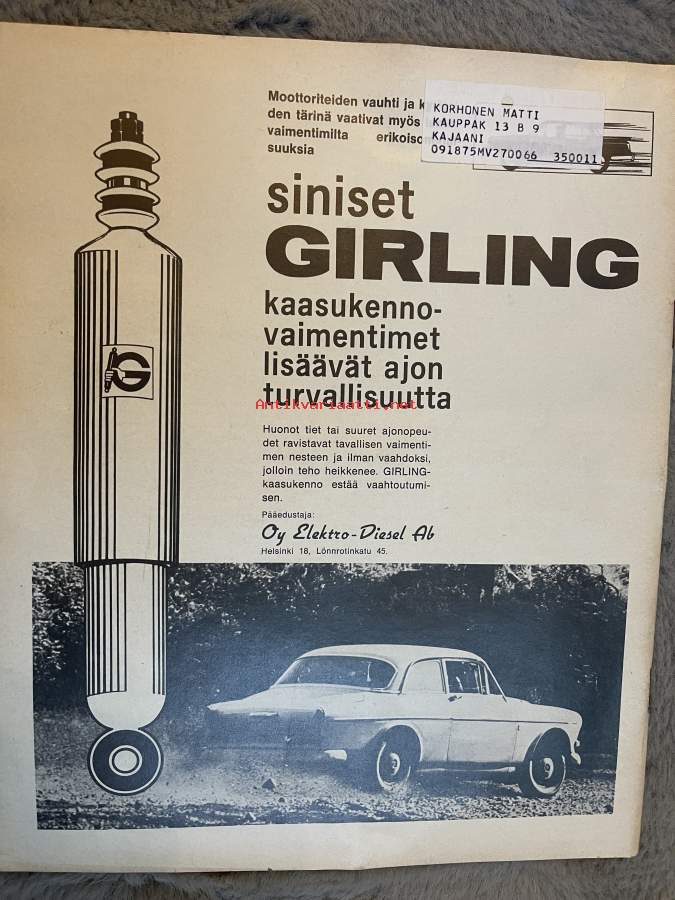 Moottoriteiden vauhti ja
den tärinä vaativat myös
vaimentimilta
suuksia
KORHONEN MATTI
KAUPPAK 13 B 9
KAJAANI
091875MV270066 350011
siniset
GIRLING
kaasukenno-
vaimentimet
lisäävät ajon
turvallisuutta
Antikvariaatti.net
G
Huonot tiet tai suuret ajonopeu-
det ravistavat tavallisen vaimenti-
men nesteen ja ilman vaahdoksi,
jolloin teho heikkenee. GIRLING-
kaasukenno estää vaahtoutumi-
sen.
Pääedustaja:
Oy Elektro-Diesel Ab
Helsinki 18, Lönnrotinkatu 45.